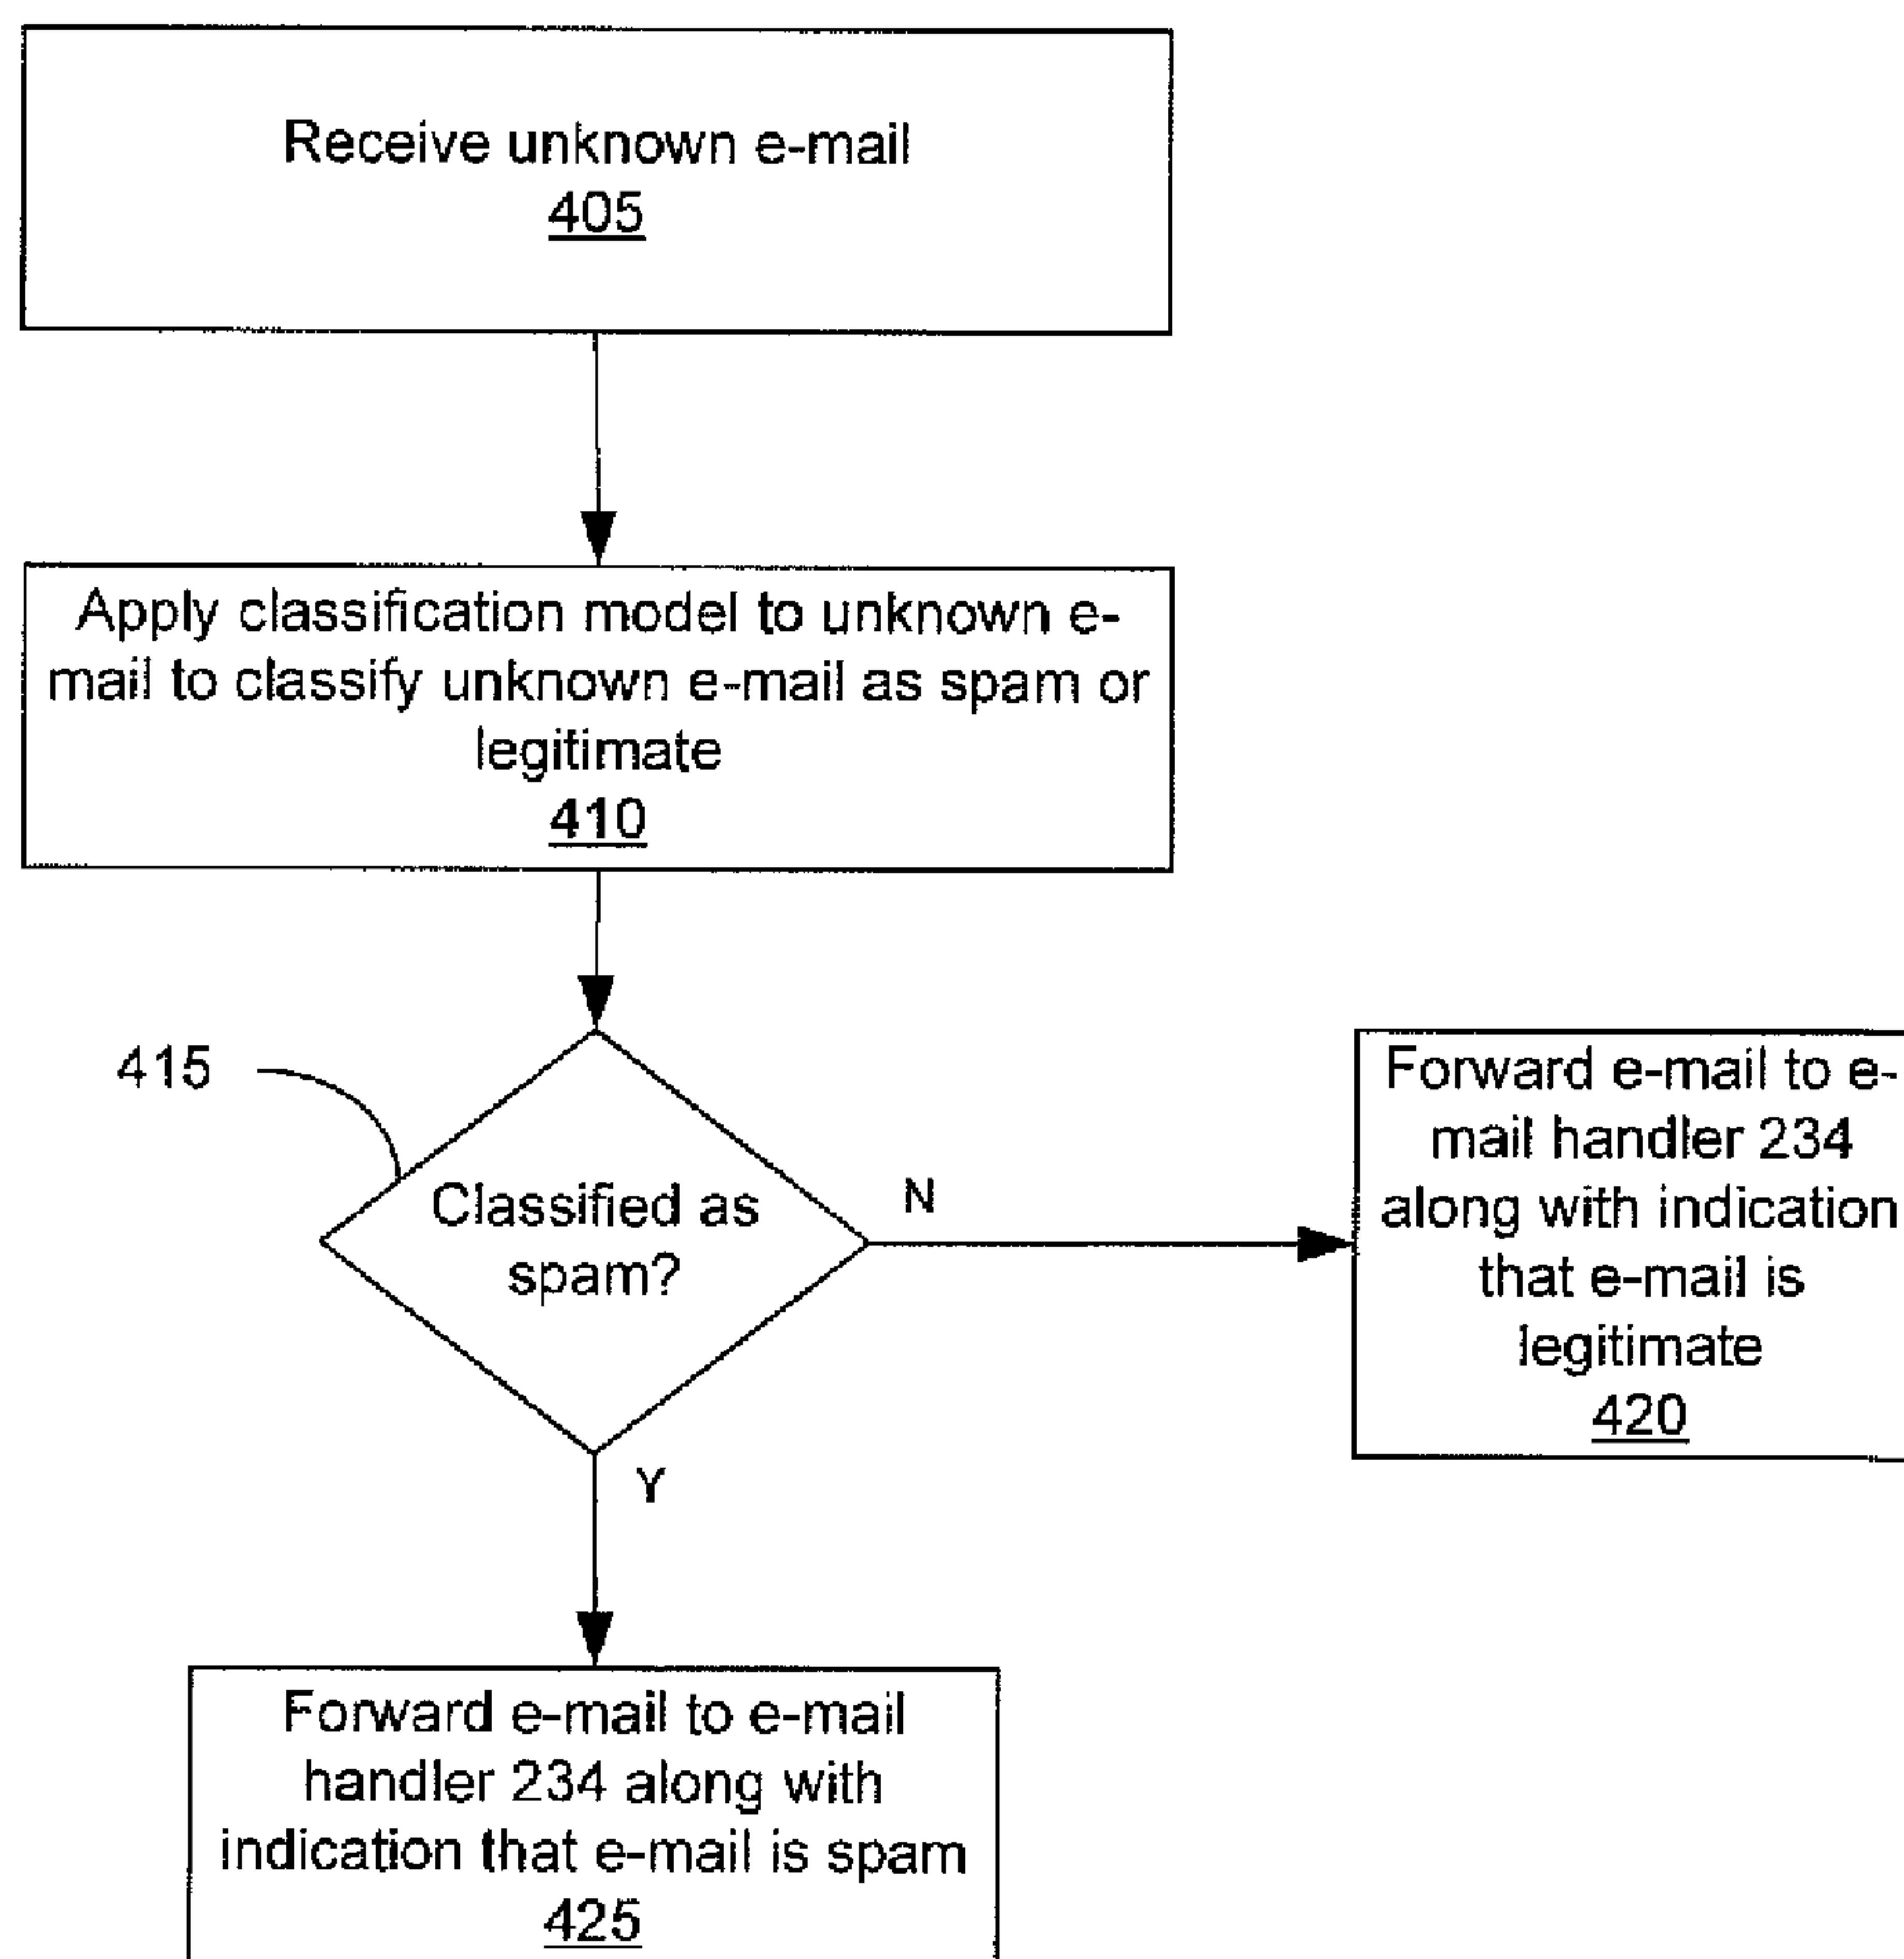 Receive unknown e-mail
405
Apply classification model to unknown e-
mail to classify unknown e-mail as spam or
legitimate
410
415
Classified as
spam?
N
Forward e-mail to e-
mail handler 234
along with indication
that e-mail is
legitimate
420
Y
Forward e-mail to e-mail
handler 234 along with
indication that e-mail is spam
425